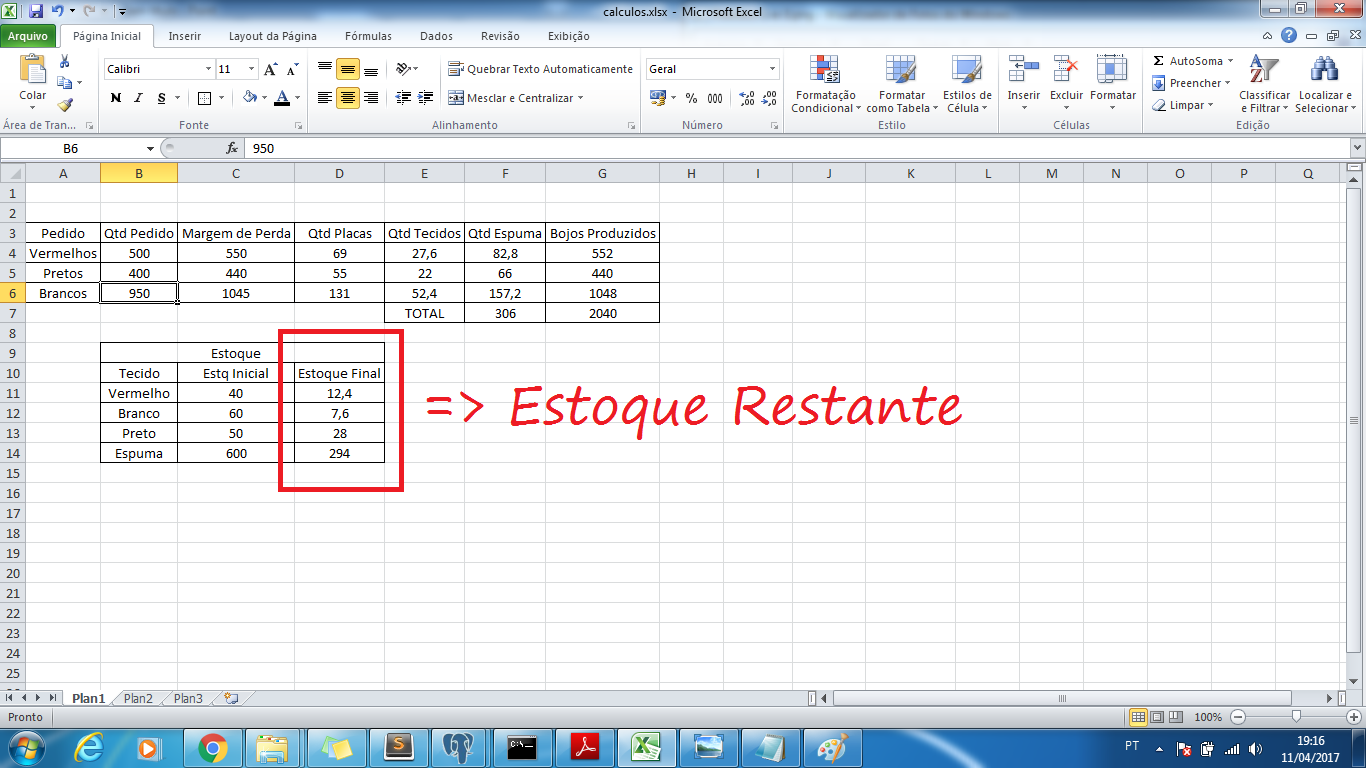 calculos.xlsx - Microsoft Excel
Arquivo Página Inicial Inserir Layout da Página Fórmulas Dados Revisão Exibição
Colar
Área de Tran...
Calibri 11
N I S
Fonte
Quebrar Texto Automaticamente
Mesclar e Centralizar
Alinhamento
Geral
% 000
Número
Formatação Condicional
Formatar como Tabela
Estilos de Célula
Estilo
Inserir Excluir Formatar
Células
Σ AutoSoma
Preencher
Limpar
Classificar e Filtrar
Localizar e Selecionar
Edição
B6 fx 950
A B C D E F G H I J K L M N O P Q
1
2
3 Pedido Qtd Pedido Margem de Perda Qtd Placas Qtd Tecidos Qtd Espuma Bojos Produzidos
4 Vermelhos 500 550 69 27,6 82,8 552
5 Pretos 400 440 55 22 66 440
6 Brancos 950 1045 131 52,4 157,2 1048
7 TOTAL 306 2040
8
9 Estoque
10 Tecido Estq Inicial Estoque Final
11 Vermelho 40 12,4
12 Branco 60 7,6
13 Preto 50 28
14 Espuma 600 294
=> Estoque Restante
15
16
17
18
19
20
21
22
23
24
25
Plan1 Plan2 Plan3
Pronto 100%
PT 19:16
11/04/2017